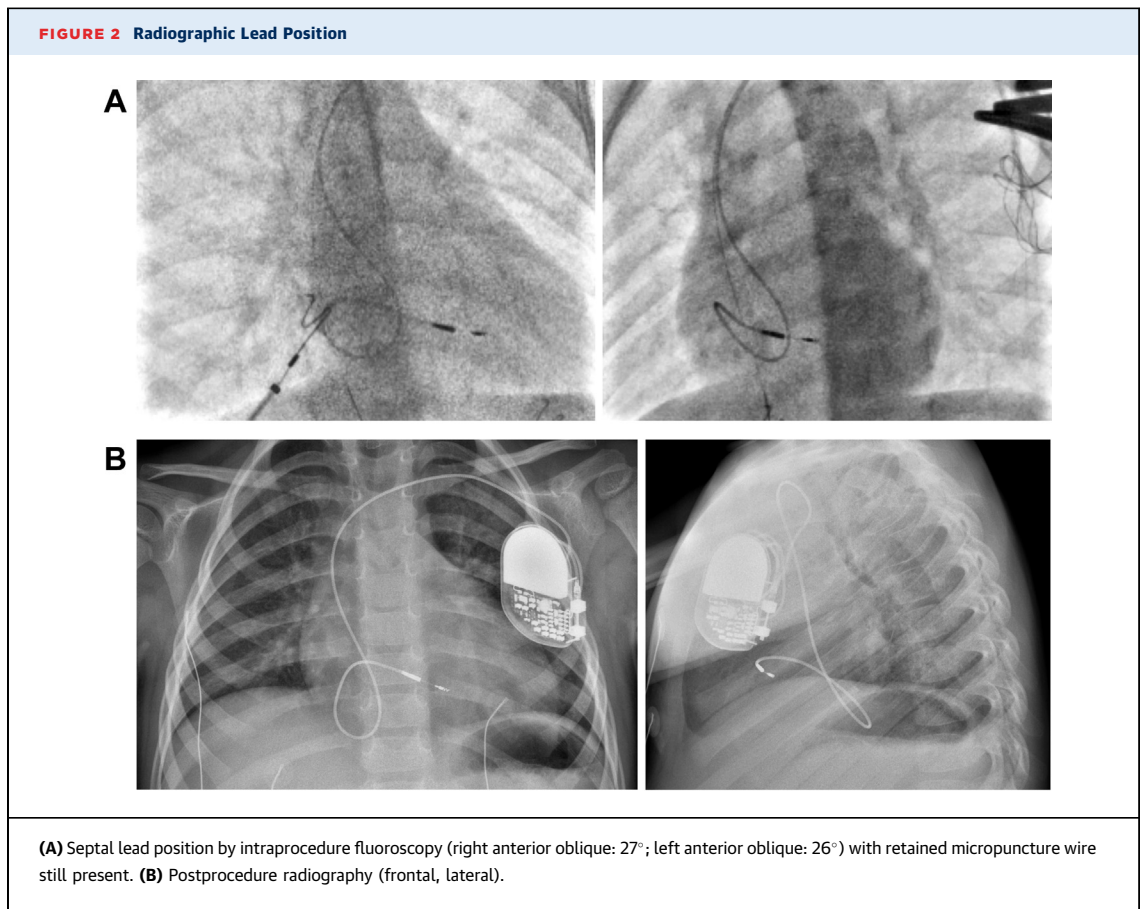 FIGURE 2 Radiographic Lead Position
A
B
(A) Septal lead position by intraprocedure fluoroscopy (right anterior oblique: 27°; left anterior oblique: 26°) with retained micropuncture wire
still present. (B) Postprocedure radiography (frontal, lateral).